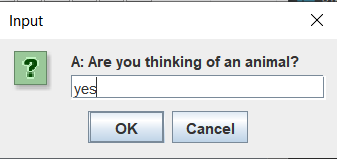 Input
A: Are you thinking of an animal?
yes
OK Cancel